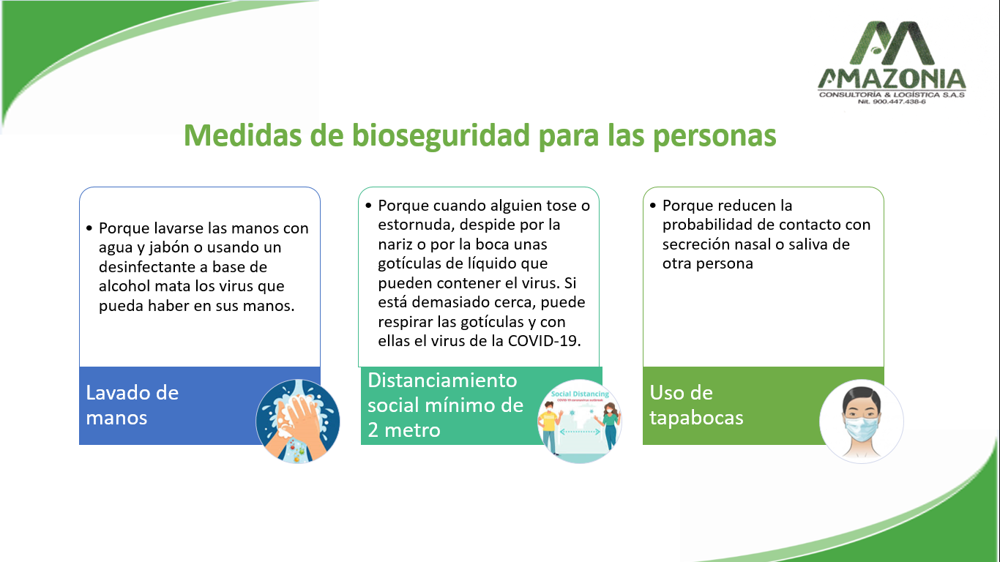 AMAZONIA
CONSULTORÍA & LOGÍSTICA S.A.S
Nit. 900.447.438-6
Medidas de bioseguridad para las personas
• Porque lavarse las manos con
agua y jabón o usando un
desinfectante a base de
alcohol mata los virus que
pueda haber en sus manos.
Lavado de
manos
• Porque cuando alguien tose o
estornuda, despide por la
nariz o por la boca unas
gotículas de líquido que
pueden contener el virus. Si
está demasiado cerca, puede
respirar las gotículas y con
ellas el virus de la COVID-19.
Distanciamiento
social mínimo de
2 metro
Social Distancing
COVID-19 coronavirus outbreak
• Porque reducen la
probabilidad de contacto con
secreción nasal o saliva de
otra persona
Uso de
tapabocas